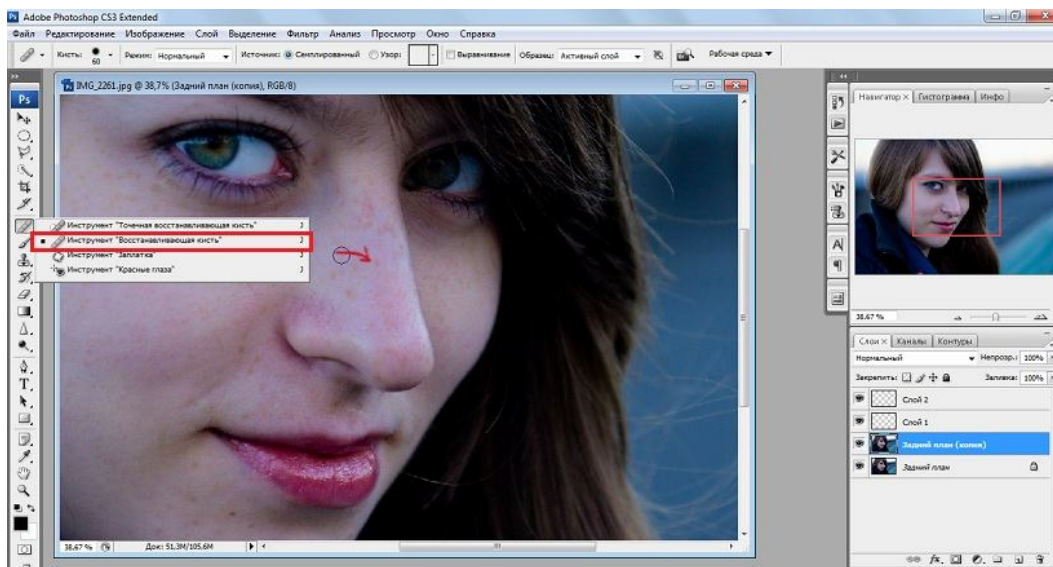 Ps Adobe Photoshop CS3 Extended
Файл Редактирование Изображение Слой Выделение Фильтр Анализ Просмотр Окно Справка
Кисть: 60 Режим: Нормальный Источник: Семплированный Узор: Выравнивание Образец: Активный слой Рабочая среда
IMG_2261.jpg @ 38,7% (Задний план (копия), RGB/8)
Ps
Инструмент "Точечная восстанавливающая кисть" J
Инструмент "Восстанавливающая кисть" J
Инструмент "Заплатка" J
Инструмент "Красные глаза" J
T
38,67 % Док: 51,3M/105,6M
A
Навигатор × Гистограмма Инфо
38.67 %
Слои × Каналы Контуры
Нормальный Непрозр.: 100%
Закрепить: Заливка: 100%
Слой 2
Слой 1
Задний план (копия)
Задний план
fx